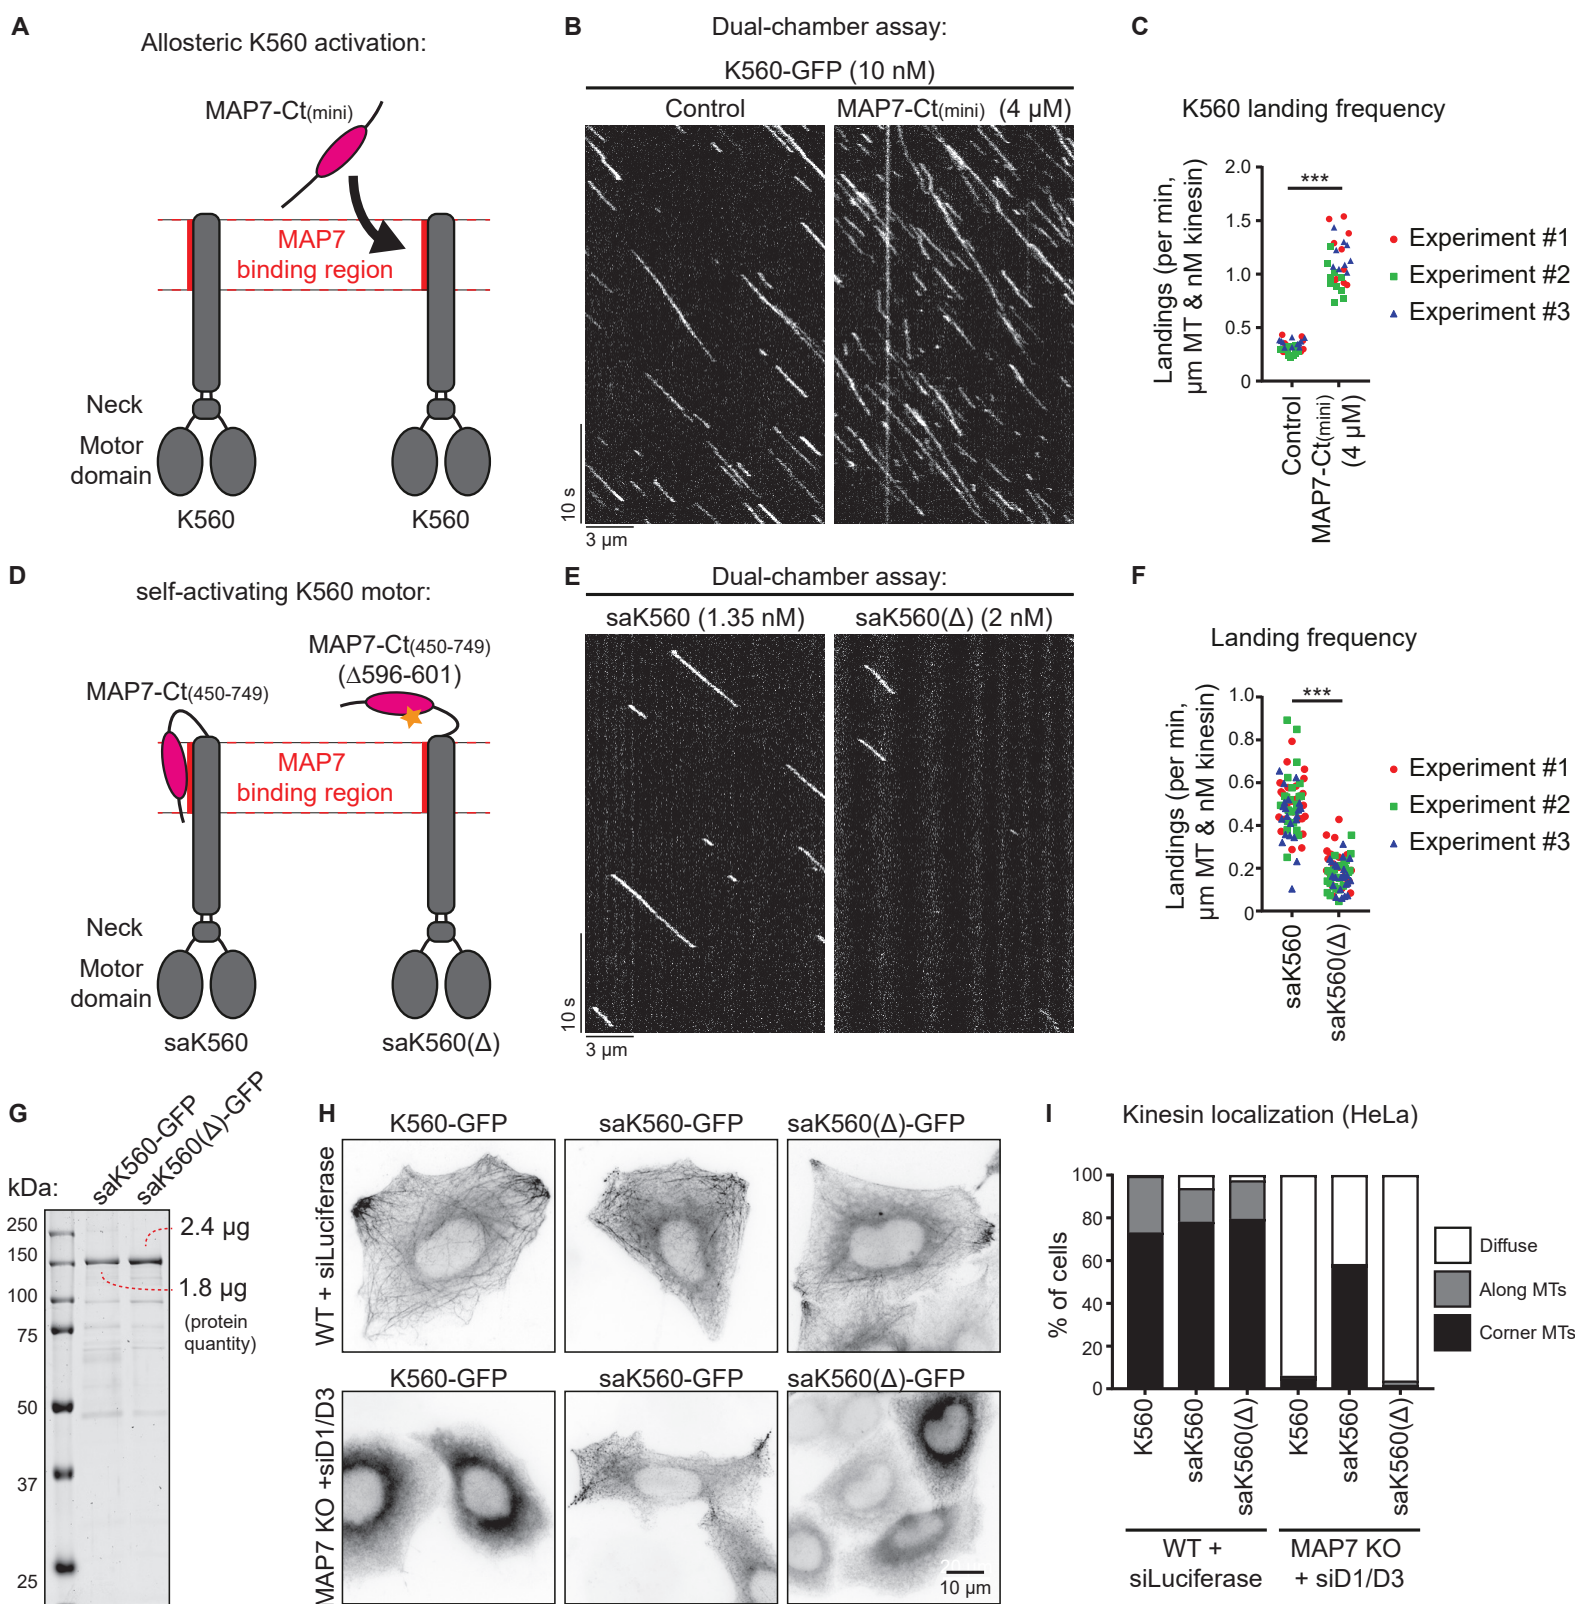 A
Allosteric K560 activation:
MAP7-Ct(mini)
MAP7
binding region
Neck
Motor
domain
K560
K560
B
Dual-chamber assay:
K560-GFP (10 nM)
Control
MAP7-Ct(mini) (4 µM)
10 s
3 µm
C
K560 landing frequency
Landings (per min,
µm MT & nM kinesin)
2.0
1.5
1.0
0.5
0
***
Control
MAP7-Ct(mini)
(4 µM)
Experiment #1
Experiment #2
Experiment #3
D
self-activating K560 motor:
MAP7-Ct(450-749)
MAP7-Ct(450-749)
(Δ596-601)
MAP7
binding region
Neck
Motor
domain
saK560
saK560(Δ)
E
Dual-chamber assay:
saK560 (1.35 nM)
saK560(Δ) (2 nM)
10 s
3 µm
F
Landing frequency
Landings (per min,
µm MT & nM kinesin)
1.0
0.8
0.6
0.4
0.2
0
***
saK560
saK560(Δ)
Experiment #1
Experiment #2
Experiment #3
G
saK560-GFP
saK560(Δ)-GFP
kDa:
250
150
100
75
50
37
25
2.4 µg
1.8 µg
(protein
quantity)
H
K560-GFP
saK560-GFP
saK560(Δ)-GFP
WT + siLuciferase
K560-GFP
saK560-GFP
saK560(Δ)-GFP
MAP7 KO +siD1/D3
20 µm
10 µm
I
Kinesin localization (HeLa)
% of cells
100
80
60
40
20
0
K560
saK560
saK560(Δ)
K560
saK560
saK560(Δ)
WT +
siLuciferase
MAP7 KO
+ siD1/D3
Diffuse
Along MTs
Corner MTs